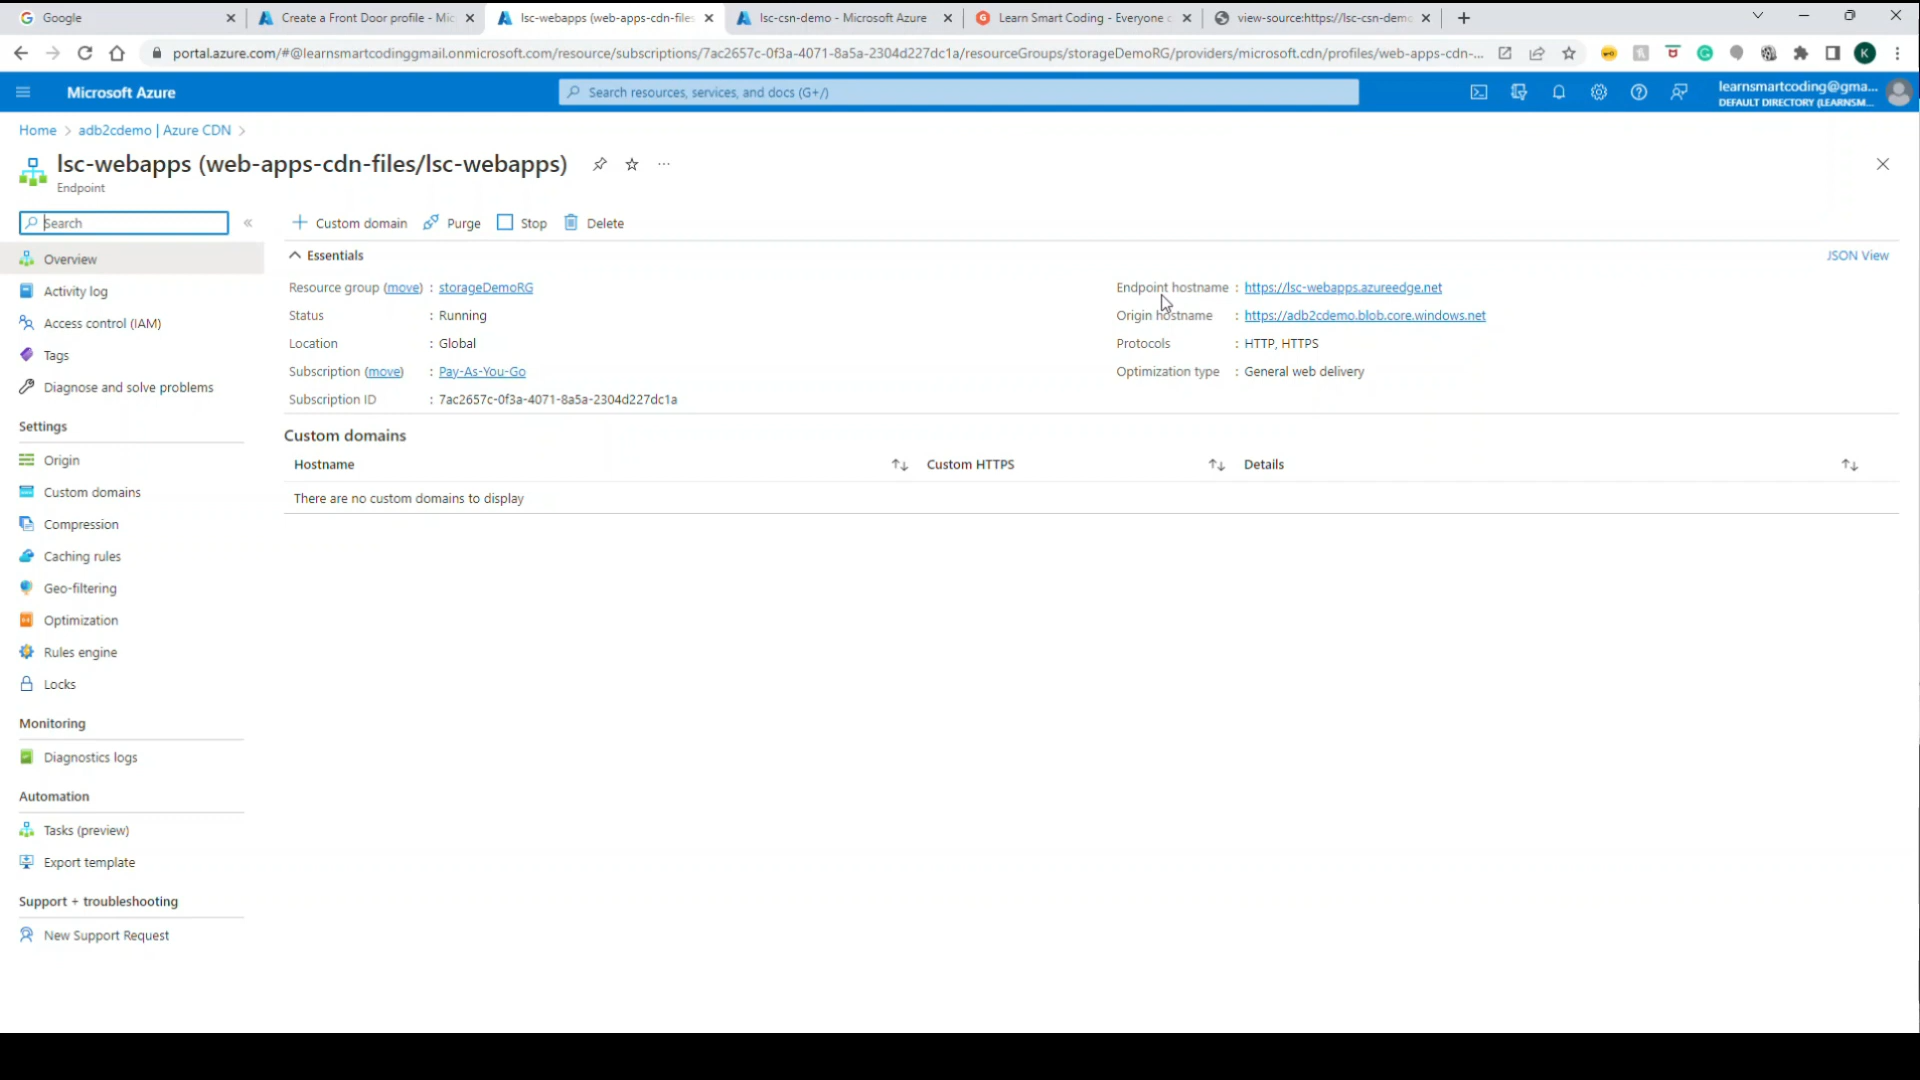 Google
Create a Front Door profile - Mic
lsc-webapps (web-apps-cdn-files
lsc-csn-demo - Microsoft Azure
Learn Smart Coding - Everyone c
view-source:https://lsc-csn-demo
portal.azure.com/#@learnsmartcodinggmail.onmicrosoft.com/resource/subscriptions/7ac2657c-0f3a-4071-8a5a-2304d227dc1a/resourceGroups/storageDemoRG/providers/microsoft.cdn/profiles/web-apps-cdn-...
K
Microsoft Azure
Search resources, services, and docs (G+/)
learnsmartcoding@gma...
DEFAULT DIRECTORY (LEARNSM...
Home > adb2cdemo | Azure CDN >
lsc-webapps (web-apps-cdn-files/lsc-webapps)
Endpoint
Search
Custom domain
Purge
Stop
Delete
Overview
Activity log
Access control (IAM)
Tags
Diagnose and solve problems
Settings
Origin
Custom domains
Compression
Caching rules
Geo-filtering
Optimization
Rules engine
Locks
Monitoring
Diagnostics logs
Automation
Tasks (preview)
Export template
Support + troubleshooting
New Support Request
Essentials
JSON View
Resource group (move) : storageDemoRG
Status : Running
Location : Global
Subscription (move) : Pay-As-You-Go
Subscription ID : 7ac2657c-0f3a-4071-8a5a-2304d227dc1a
Endpoint hostname : https://lsc-webapps.azureedge.net
Origin hostname : https://adb2cdemo.blob.core.windows.net
Protocols : HTTP, HTTPS
Optimization type : General web delivery
Custom domains
Hostname
Custom HTTPS
Details
There are no custom domains to display